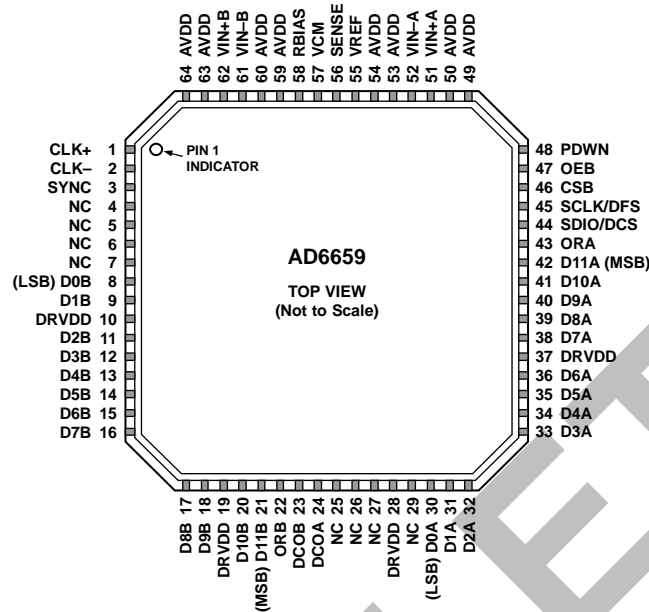 64 AVDD
63 AVDD
62 VIN+B
61 VIN–B
60 AVDD
59 AVDD
58 RBIAS
57 VCM
56 SENSE
55 VREF
54 AVDD
53 AVDD
52 VIN–A
51 VIN+A
50 AVDD
49 AVDD
CLK+ 1
CLK– 2
SYNC 3
NC 4
NC 5
NC 6
NC 7
(LSB) D0B 8
D1B 9
DRVDD 10
D2B 11
D3B 12
D4B 13
D5B 14
D6B 15
D7B 16
PIN 1
INDICATOR
AD6659
TOP VIEW
(Not to Scale)
48 PDWN
47 OEB
46 CSB
45 SCLK/DFS
44 SDIO/DCS
43 ORA
42 D11A (MSB)
41 D10A
40 D9A
39 D8A
38 D7A
37 DRVDD
36 D6A
35 D5A
34 D4A
33 D3A
D8B 17
D9B 18
DRVDD 19
D10B 20
(MSB) D11B 21
ORB 22
DCOB 23
DCOA 24
NC 25
NC 26
NC 27
DRVDD 28
NC 29
(LSB) D0A 30
D1A 31
D2A 32